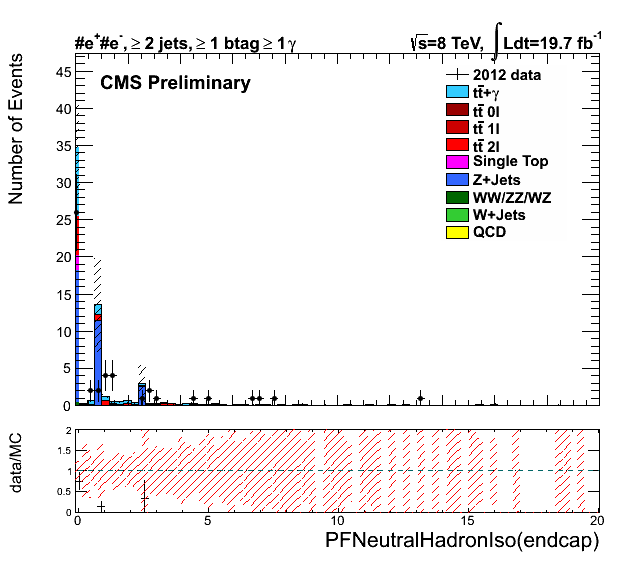 #e+#e-, ≥ 2 jets, ≥ 1 btag ≥ 1 γ
√s=8 TeV, ∫ Ldt=19.7 fb-1
CMS Preliminary
2012 data
tt̄+γ
tt̄ 0l
tt̄ 1l
tt̄ 2l
Single Top
Z+Jets
WW/ZZ/WZ
W+Jets
QCD
Number of Events
45
40
35
30
25
20
15
10
5
0
data/MC
2
1.5
1
0.5
0
0 5 10 15 20
PFNeutralHadronIso(endcap)